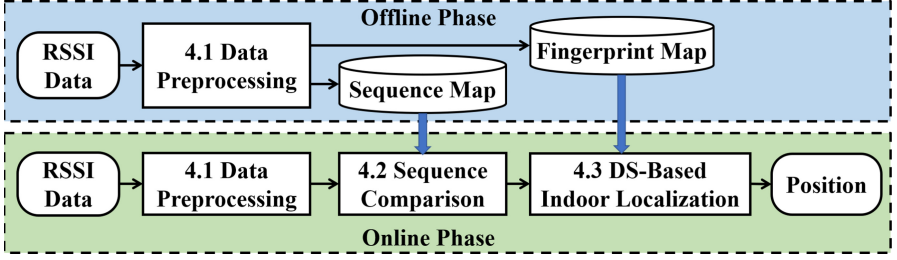 Offline Phase
RSSI
Data
4.1 Data
Preprocessing
Sequence Map
Fingerprint Map
RSSI
Data
4.1 Data
Preprocessing
4.2 Sequence
Comparison
4.3 DS-Based
Indoor Localization
Position
Online Phase